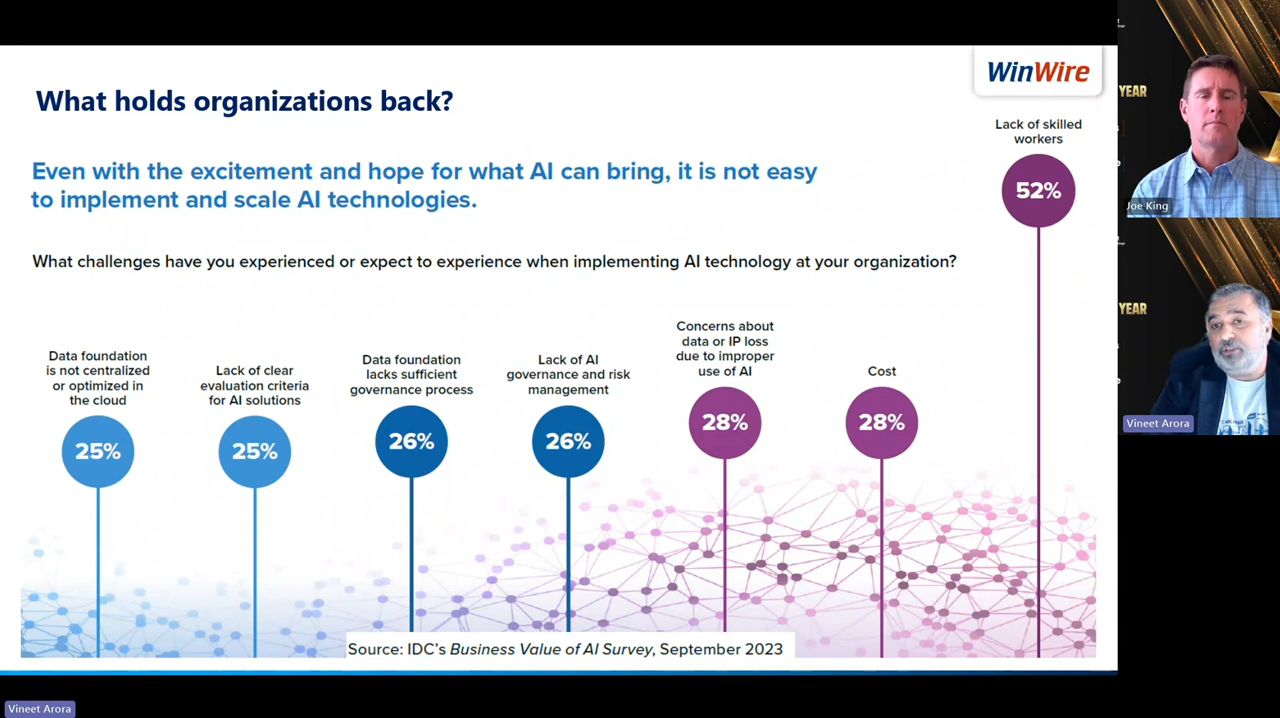 WinWire
What holds organizations back?
Even with the excitement and hope for what AI can bring, it is not easy
to implement and scale AI technologies.
What challenges have you experienced or expect to experience when implementing AI technology at your organization?
Data foundation
is not centralized
or optimized in
the cloud
25%
Lack of clear
evaluation criteria
for AI solutions
25%
Data foundation
lacks sufficient
governance process
26%
Lack of AI
governance and risk
management
26%
Concerns about
data or IP loss
due to improper
use of AI
28%
Cost
28%
Lack of skilled
workers
52%
Source: IDC's Business Value of AI Survey, September 2023
YEAR
Joe King
YEAR
Vineet Arora
Vineet Arora